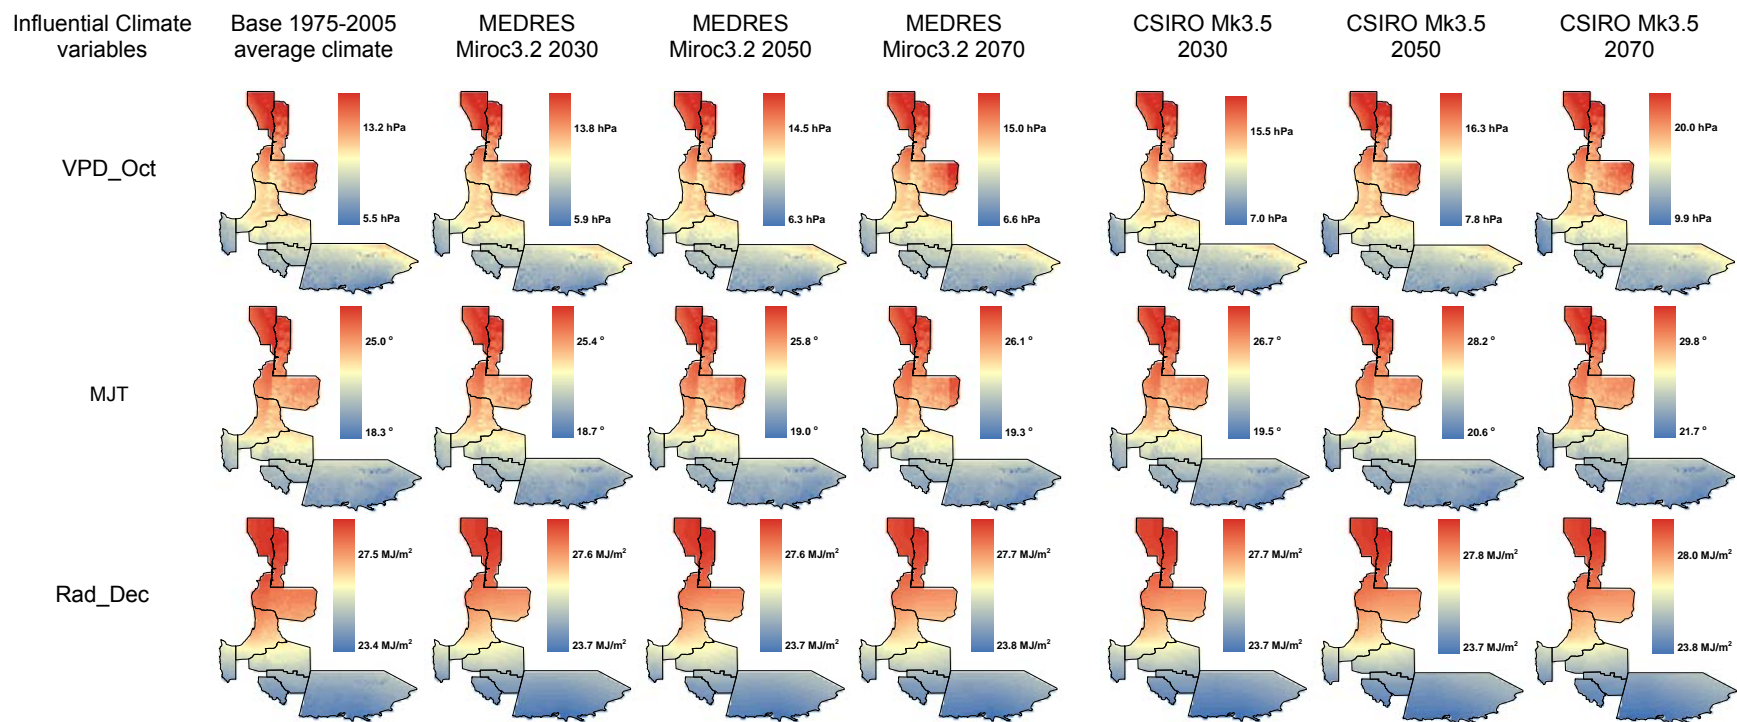 Influential Climate
variables
Base 1975-2005
average climate
MEDRES
Miroc3.2 2030
MEDRES
Miroc3.2 2050
MEDRES
Miroc3.2 2070
CSIRO Mk3.5
2030
CSIRO Mk3.5
2050
CSIRO Mk3.5
2070
VPD_Oct
13.2 hPa
5.5 hPa
13.8 hPa
5.9 hPa
14.5 hPa
6.3 hPa
15.0 hPa
6.6 hPa
15.5 hPa
7.0 hPa
16.3 hPa
7.8 hPa
20.0 hPa
9.9 hPa
MJT
25.0 °
18.3 °
25.4 °
18.7 °
25.8 °
19.0 °
26.1 °
19.3 °
26.7 °
19.5 °
28.2 °
20.6 °
29.8 °
21.7 °
Rad_Dec
27.5 MJ/m²
23.4 MJ/m²
27.6 MJ/m²
23.7 MJ/m²
27.6 MJ/m²
23.7 MJ/m²
27.7 MJ/m²
23.8 MJ/m²
27.7 MJ/m²
23.7 MJ/m²
27.8 MJ/m²
23.7 MJ/m²
28.0 MJ/m²
23.8 MJ/m²